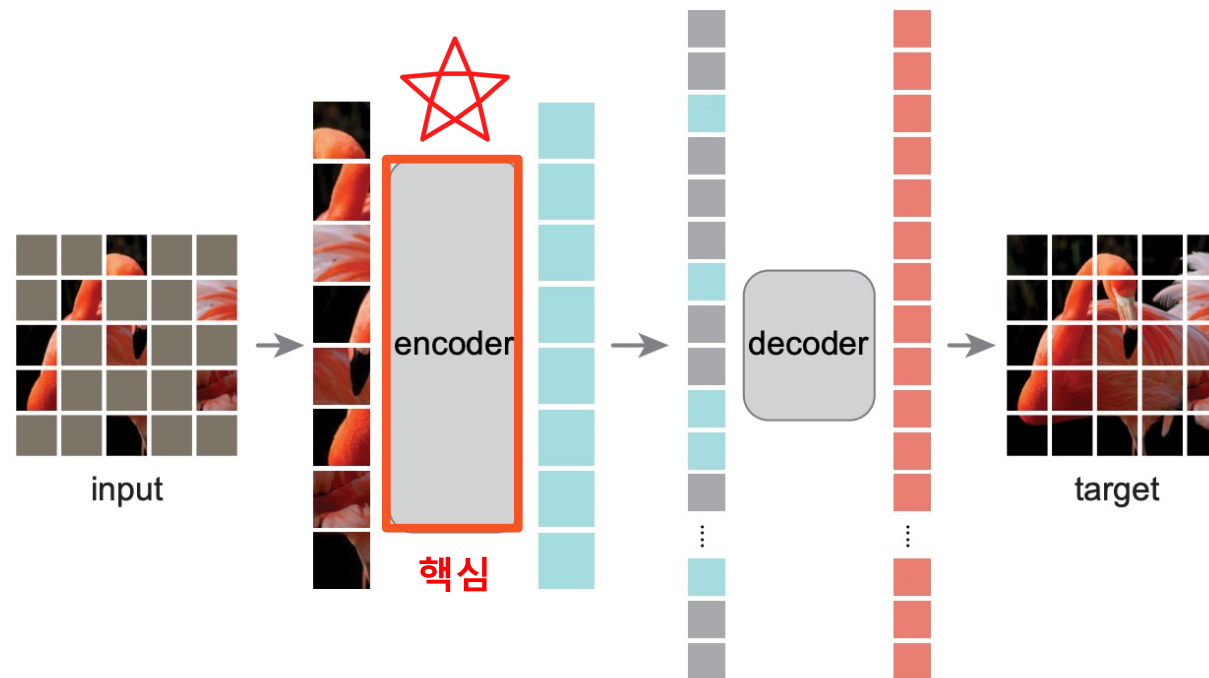 input
encoder
핵심
decoder
target